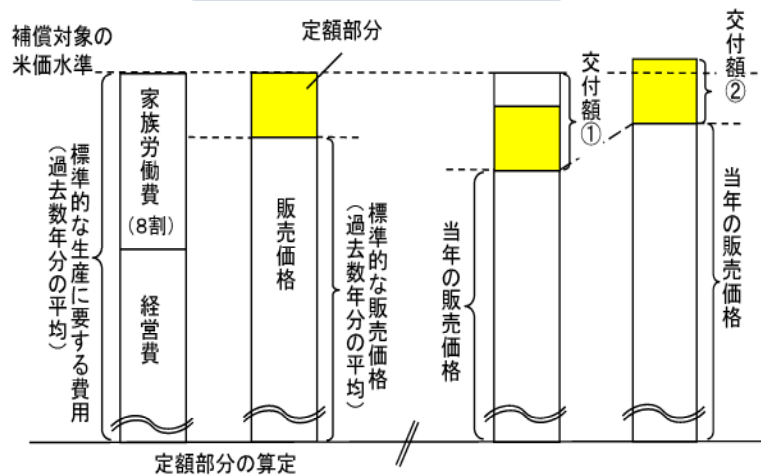 補償対象の
米価水準
定額部分
家族労働費
(8割)
経営費
標準的な生産に要する費用
(過去数年分の平均)
販売価格
標準的な販売価格
(過去数年分の平均)
当年の販売価格
交付額①
交付額②
当年の販売価格
定額部分の算定